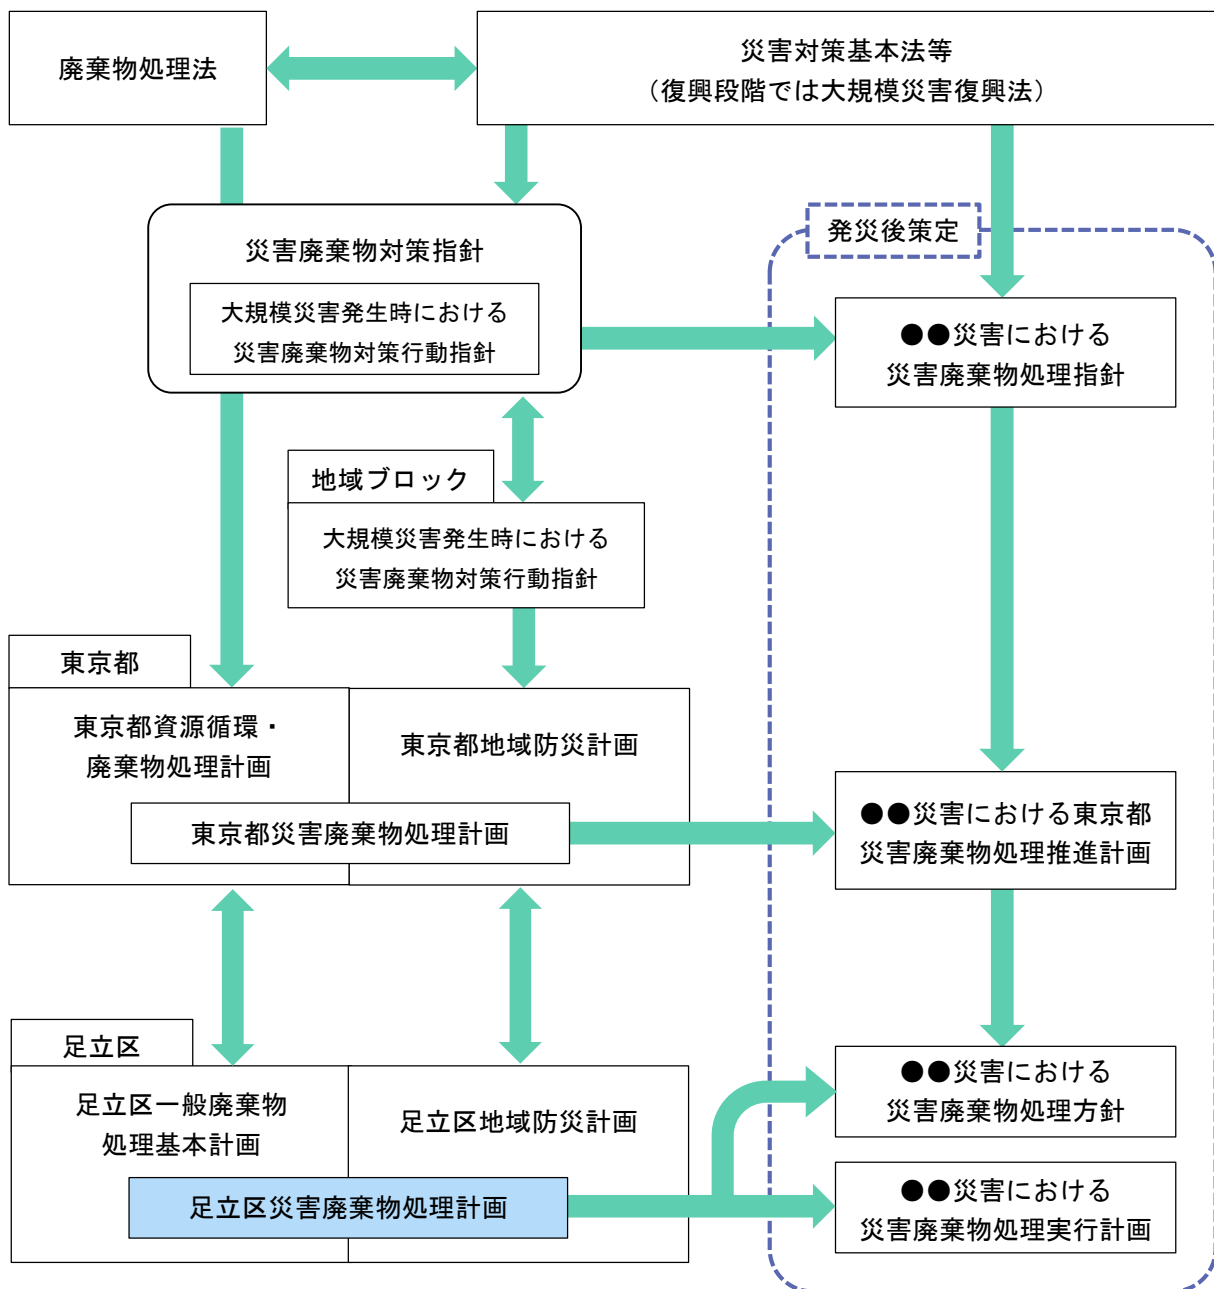 廃棄物処理法
災害対策基本法等
（復興段階では大規模災害復興法）
発災後策定
災害廃棄物対策指針
大規模災害発生時における
災害廃棄物対策行動指針
●●災害における
災害廃棄物処理指針
地域ブロック
大規模災害発生時における
災害廃棄物対策行動指針
東京都
東京都資源循環・
廃棄物処理計画
東京都地域防災計画
東京都災害廃棄物処理計画
●●災害における東京都
災害廃棄物処理推進計画
足立区
足立区一般廃棄物
処理基本計画
足立区地域防災計画
足立区災害廃棄物処理計画
●●災害における
災害廃棄物処理方針
●●災害における
災害廃棄物処理実行計画